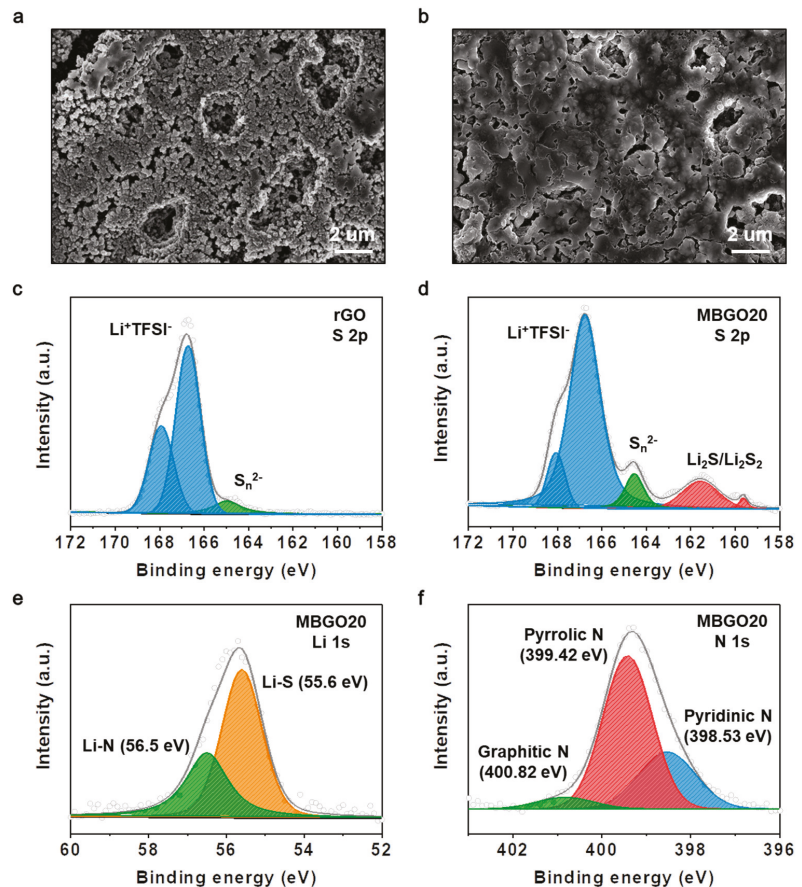 a
b
2 um
2 um
c
rGO
S 2p
Li⁺TFSI⁻
Sₙ²⁻
Intensity (a.u.)
172 170 168 166 164 162 160 158
Binding energy (eV)
d
MBGO20
S 2p
Li⁺TFSI⁻
Sₙ²⁻
Li₂S/Li₂S₂
Intensity (a.u.)
172 170 168 166 164 162 160 158
Binding energy (eV)
e
MBGO20
Li 1s
Li-S (55.6 eV)
Li-N (56.5 eV)
Intensity (a.u.)
60 58 56 54 52
Binding energy (eV)
f
MBGO20
N 1s
Pyrrolic N
(399.42 eV)
Pyridinic N
(398.53 eV)
Graphitic N
(400.82 eV)
Intensity (a.u.)
402 400 398 396
Binding energy (eV)